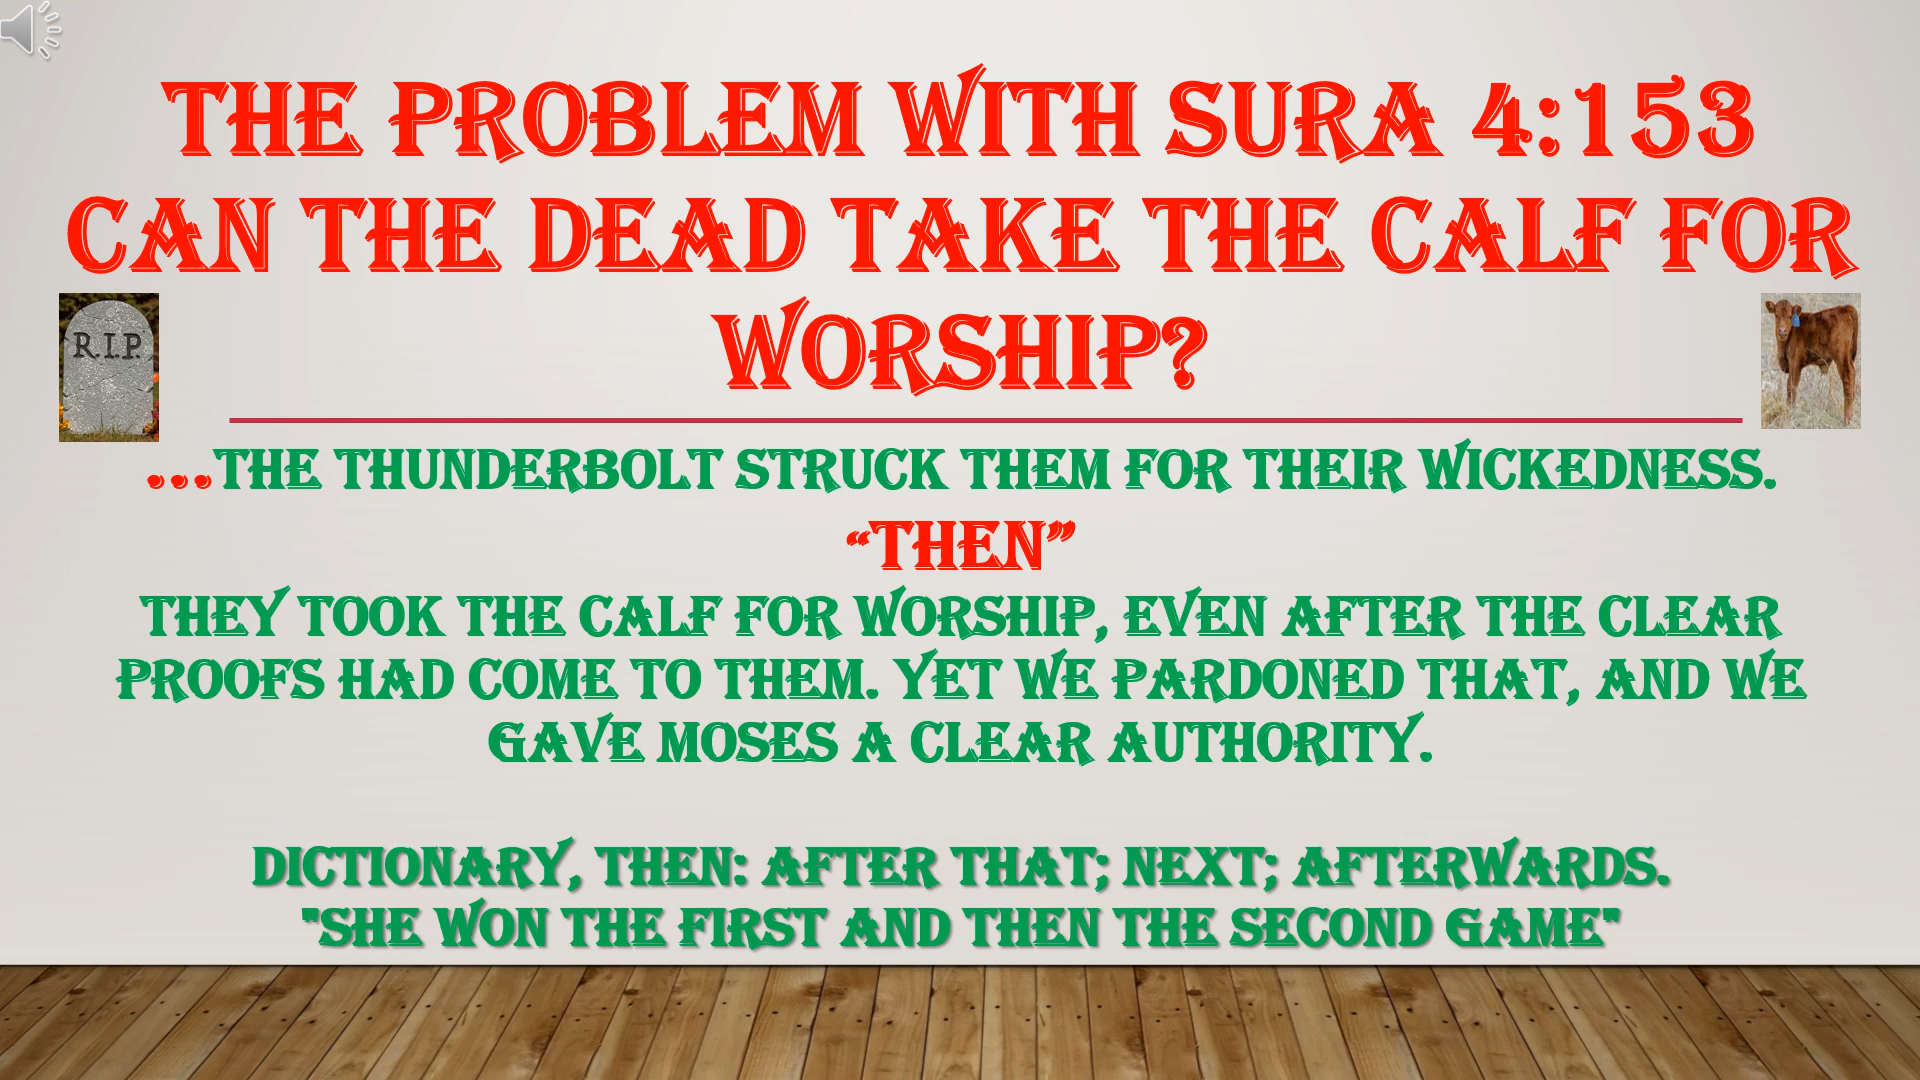 THE PROBLEM WITH SURA 4:153
CAN THE DEAD TAKE THE CALF FOR
WORSHIP?
R.I.P.
...THE THUNDERBOLT STRUCK THEM FOR THEIR WICKEDNESS.
“THEN”
THEY TOOK THE CALF FOR WORSHIP, EVEN AFTER THE CLEAR
PROOFS HAD COME TO THEM. YET WE PARDONED THAT, AND WE
GAVE MOSES A CLEAR AUTHORITY.
DICTIONARY, THEN: AFTER THAT; NEXT; AFTERWARDS.
"SHE WON THE FIRST AND THEN THE SECOND GAME"